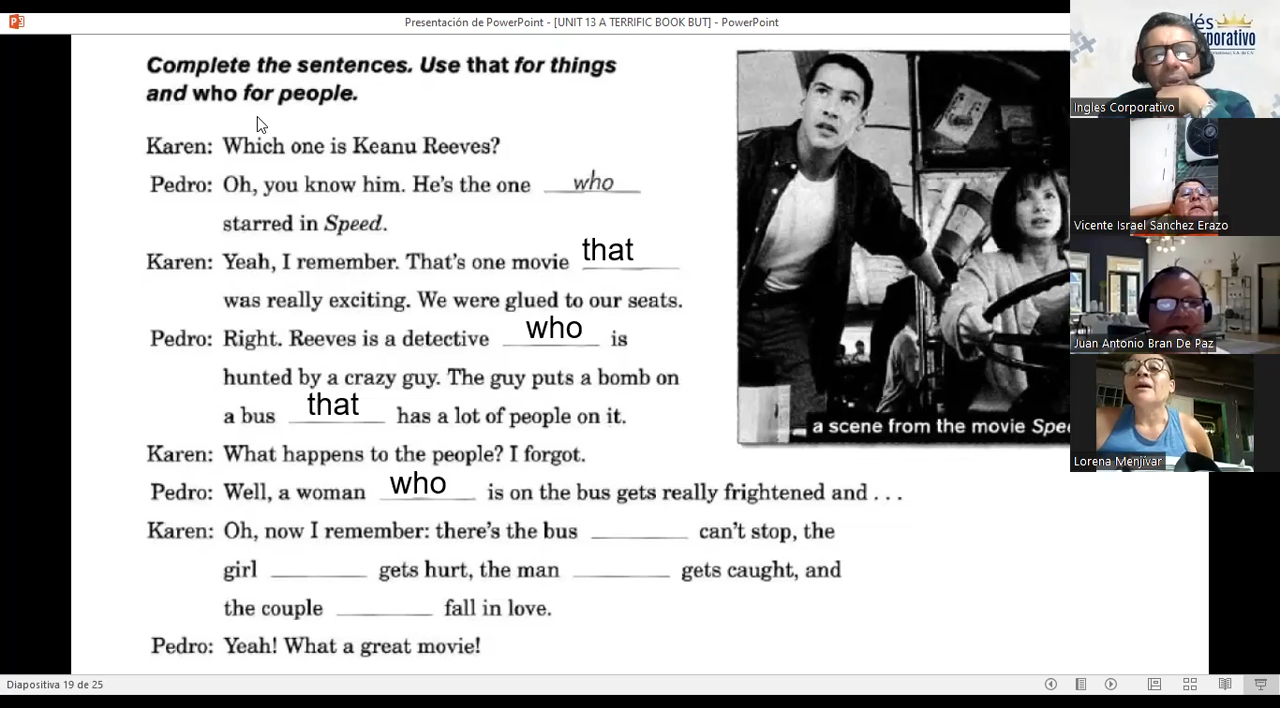 Presentación de PowerPoint - [UNIT 13 A TERRIFIC BOOK BUT] - PowerPoint
Complete the sentences. Use that for things
and who for people.
Karen: Which one is Keanu Reeves?
Pedro: Oh, you know him. He's the one who
starred in Speed.
Karen: Yeah, I remember. That's one movie that
was really exciting. We were glued to our seats.
Pedro: Right. Reeves is a detective who is
hunted by a crazy guy. The guy puts a bomb on
a bus that has a lot of people on it.
Karen: What happens to the people? I forgot.
Pedro: Well, a woman who is on the bus gets really frightened and . . .
Karen: Oh, now I remember: there's the bus ________ can't stop, the
girl ________ gets hurt, the man ________ gets caught, and
the couple ________ fall in love.
Pedro: Yeah! What a great movie!
a scene from the movie Spee
Ingles Corporativo
Vicente Israel Sanchez Erazo
Juan Antonio Bran De Paz
Lorena Menjívar
Diapositiva 19 de 25